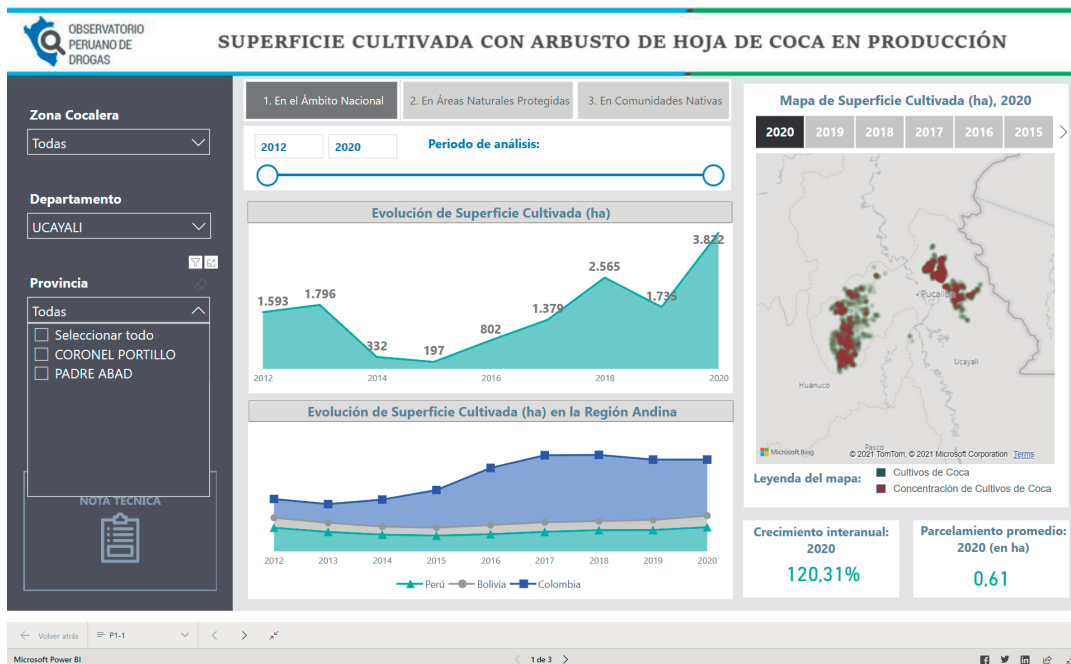 OBSERVATORIO
PERUANO DE
DROGAS
SUPERFICIE CULTIVADA CON ARBUSTO DE HOJA DE COCA EN PRODUCCIÓN
Zona Cocalera
Todas
Departamento
UCAYALI
Provincia
Todas
Seleccionar todo
CORONEL PORTILLO
PADRE ABAD
NOTA TÉCNICA
1. En el Ámbito Nacional
2. En Áreas Naturales Protegidas
3. En Comunidades Nativas
2012
2020
Periodo de análisis:
Evolución de Superficie Cultivada (ha)
1.593
1.796
332
197
802
1.379
2.565
1.735
3.822
2012
2014
2016
2018
2020
Evolución de Superficie Cultivada (ha) en la Región Andina
2012
2013
2014
2015
2016
2017
2018
2019
2020
Perú
Bolivia
Colombia
Mapa de Superficie Cultivada (ha), 2020
2020
2019
2018
2017
2016
2015
Pucallpa
Ucayali
Huánuco
Pasco
Microsoft Bing
© 2021 TomTom, © 2021 Microsoft Corporation Terms
Leyenda del mapa:
Cultivos de Coca
Concentración de Cultivos de Coca
Crecimiento interanual:
2020
120,31%
Parcelamiento promedio:
2020 (en ha)
0,61
Volver atrás
P1-1
Microsoft Power BI
1 de 3